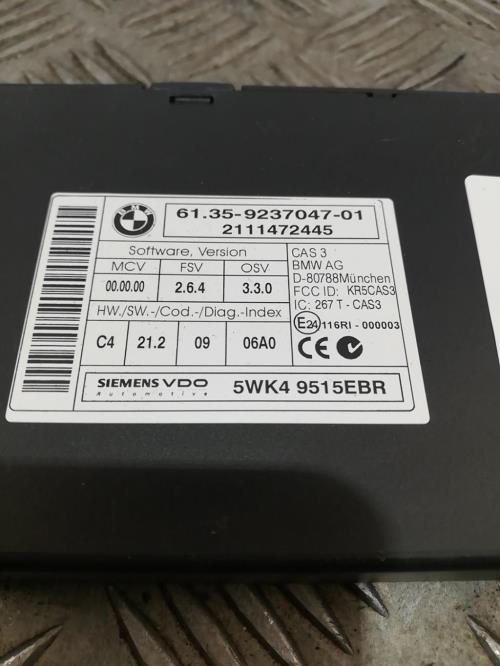 BMW
61.35-9237047-01
2111472445
Software, Version
MCV FSV OSV
00.00.00 2.6.4 3.3.0
HW./SW.-/Cod./Diag.-Index
C4 21.2 09 06A0
CAS 3
BMW AG
D-80788München
FCC ID: KR5CAS3
IC: 267 T - CAS3
E24 116RI - 000003
CE
SIEMENS VDO
Automotive
5WK4 9515EBR